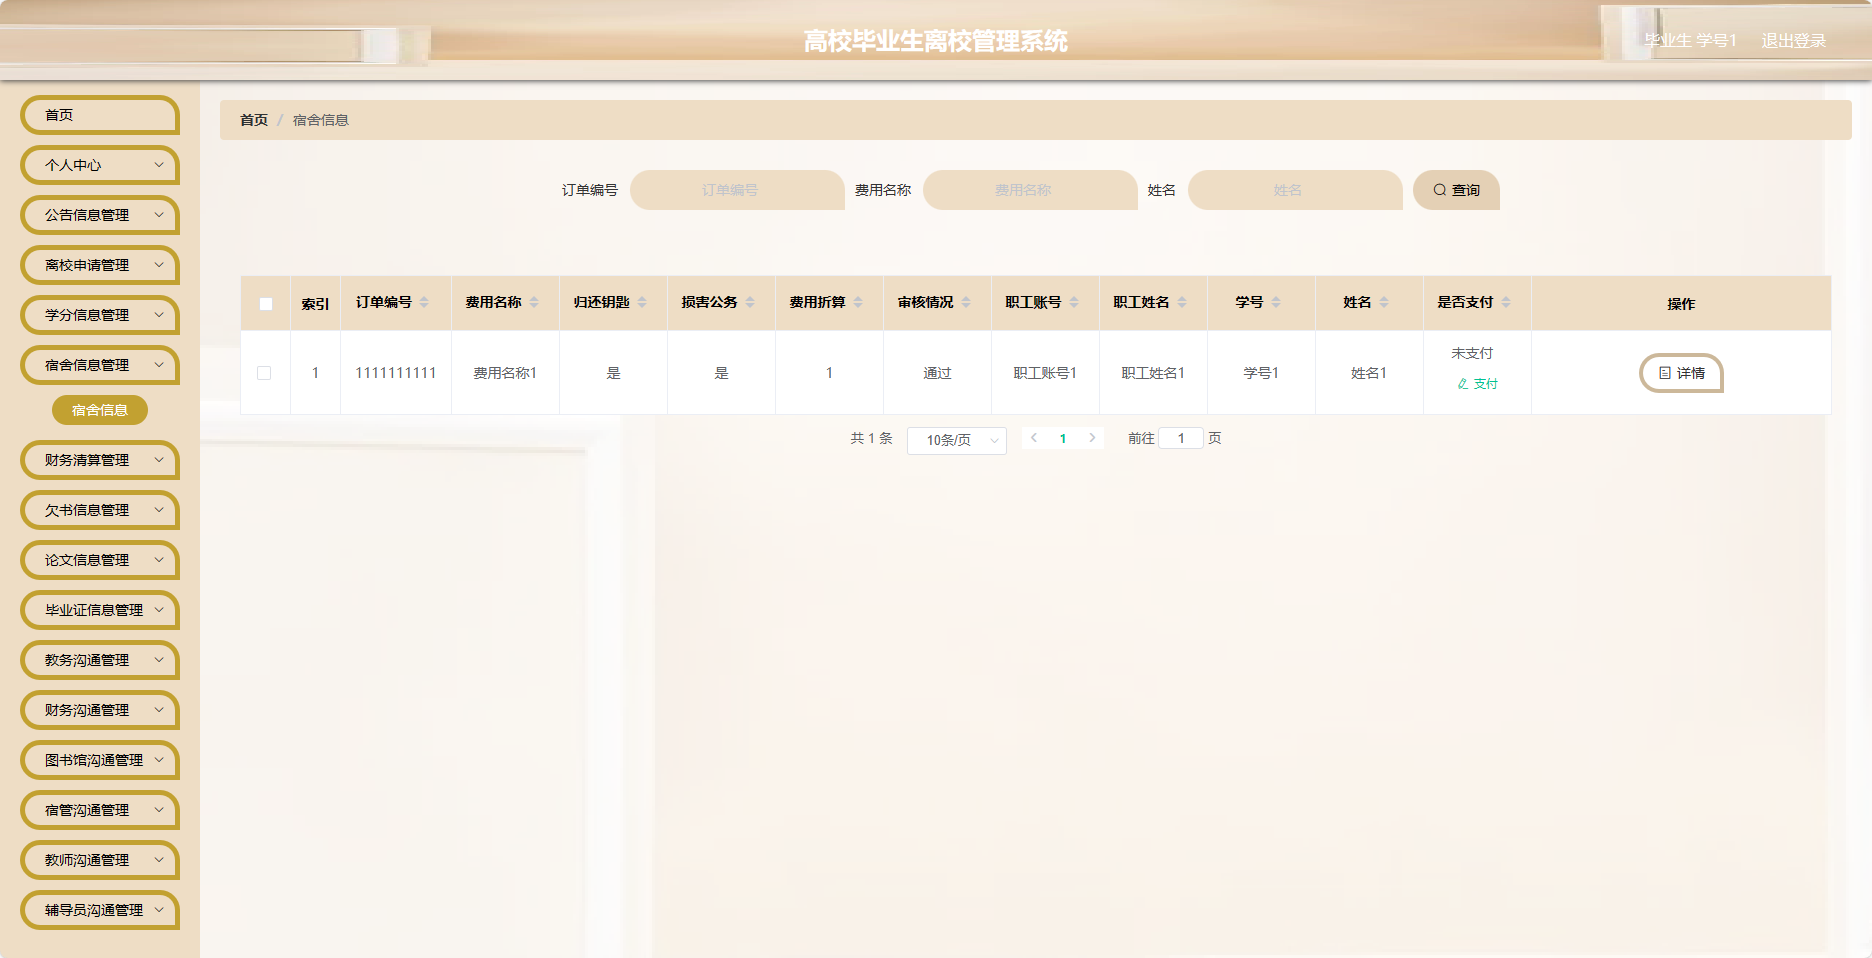 高校毕业生离校管理系统
毕业生 学号1 退出登录
首页
个人中心
公告信息管理
离校申请管理
学分信息管理
宿舍信息管理
宿舍信息
财务清算管理
欠书信息管理
论文信息管理
毕业证信息管理
教务沟通管理
财务沟通管理
图书馆沟通管理
宿管沟通管理
教师沟通管理
辅导员沟通管理
首页 / 宿舍信息
订单编号 订单编号 费用名称 费用名称 姓名 姓名 查询
索引 订单编号 费用名称 归还钥匙 损害公务 费用折算 审核情况 职工账号 职工姓名 学号 姓名 是否支付 操作
1 1111111111 费用名称1 是 是 1 通过 职工账号1 职工姓名1 学号1 姓名1 未支付 详情
支付
共 1 条 10条/页 1 前往 1 页